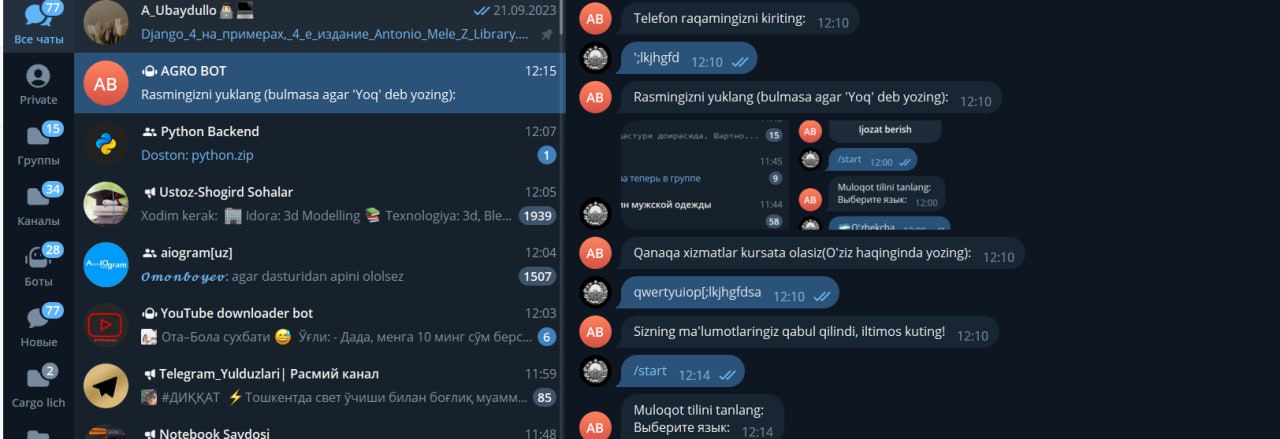 77
Все чаты
Private
15
Группы
34
Каналы
28
Боты
77
Новые
2
Cargo lich
A_Ubaydullo
21.09.2023
Django_4_на_примерах,_4_е_издание_Antonio_Mele_Z_Library....
AB
AGRO BOT
12:15
Rasmingizni yuklang (bulmasa agar 'Yoq' deb yozing):
Python Backend
12:07
Doston: python.zip
1
Ustoz-Shogird Sohalar
12:05
Xodim kerak: 🏢 Idora: 3d Modelling 📚 Texnologiya: 3d, Ble...
1939
aiogram[uz]
12:04
𝓞𝓶𝓸𝓷𝓫𝓸𝔂𝓮𝓿: agar dasturidan apini ololsez
1507
YouTube downloader bot
12:03
Ота–Бола сухбати 😅 Ўғли: - Дада, менга 10 минг сўм берс...
6
Telegram_Yulduzlari| Расмий канал
11:59
#ДИҚҚАТ ⚡Тошкентда свет ўчиши билан боғлиқ муамм...
85
Notebook Savdosi
11:48
AB
Telefon raqamingizni kiriting:
12:10
';lkjhgfd
12:10
AB
Rasmingizni yuklang (bulmasa agar 'Yoq' deb yozing):
12:10
дастури доирасида. Вартно...
15
11:45
за теперь в группе
9
ин мужской одежды
11:44
58
AB
Ijozat berish
/start
12:00
AB
Muloqot tilini tanlang:
Выберите язык:
12:00
O'zbekcha
AB
Qanaqa xizmatlar kursata olasiz(O'ziz haqinginda yozing):
12:10
qwertyuiop[;lkjhgfdsa
12:10
AB
Sizning ma'lumotlaringiz qabul qilindi, iltimos kuting!
12:10
/start
12:14
AB
Muloqot tilini tanlang:
Выберите язык:
12:14